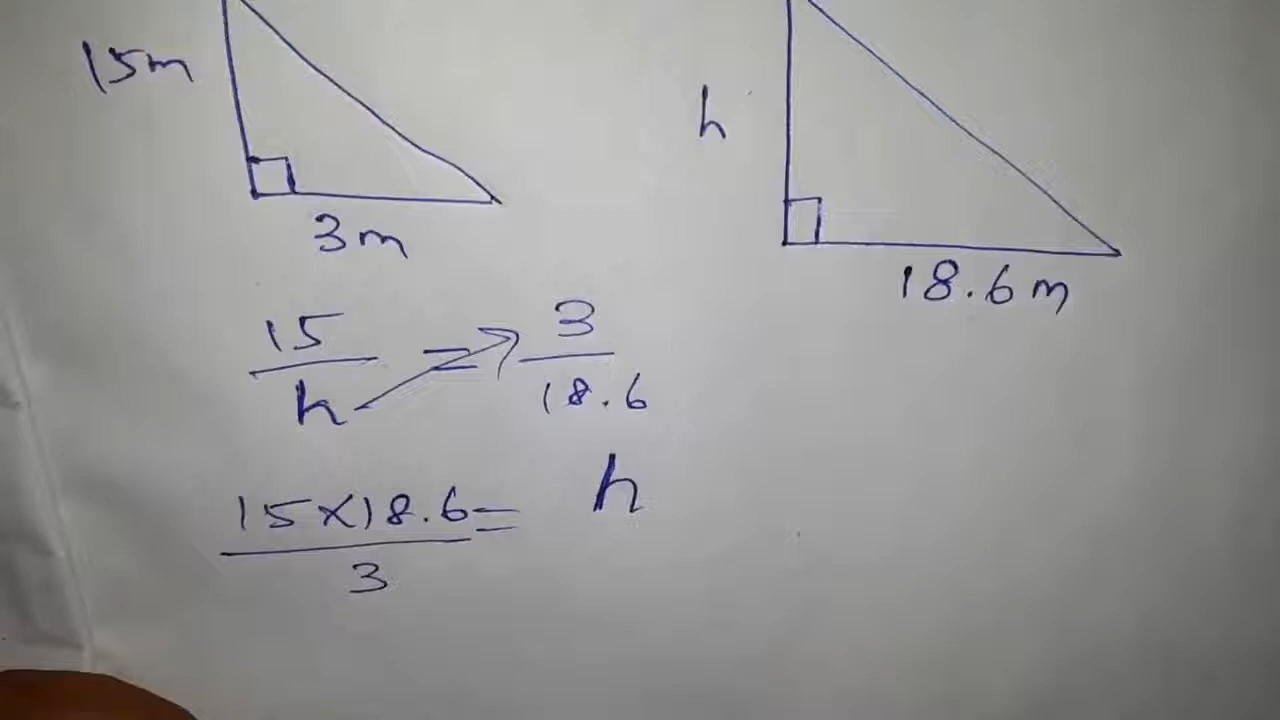 15m
h
3m
18.6m
15/h = 3/18.6
15×18.6/3 = h